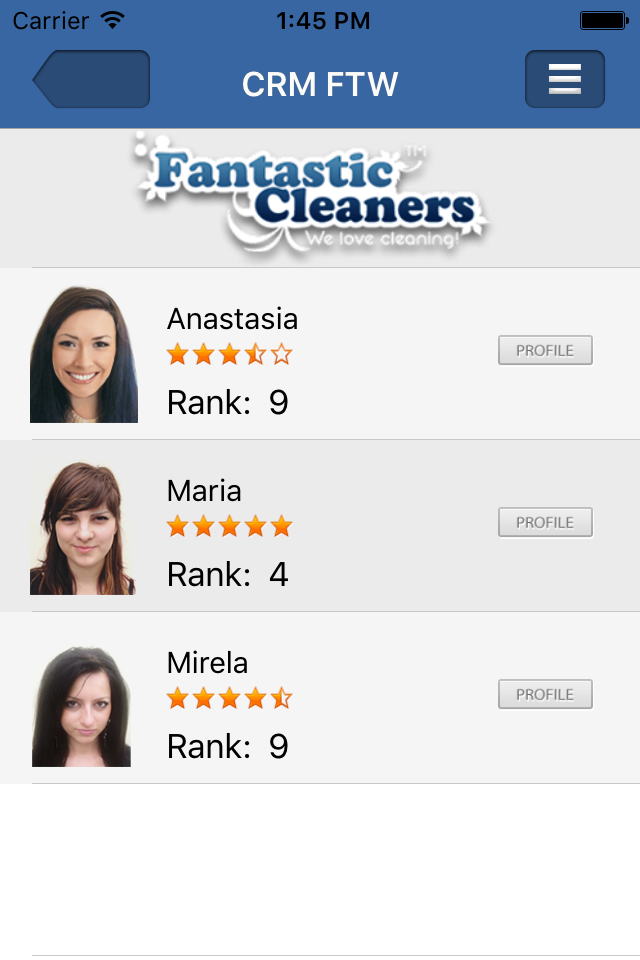 Carrier 1:45 PM
CRM FTW
Fantastic TM
Cleaners
We love cleaning!
Anastasia
PROFILE
Rank: 9
Maria
PROFILE
Rank: 4
Mirela
PROFILE
Rank: 9